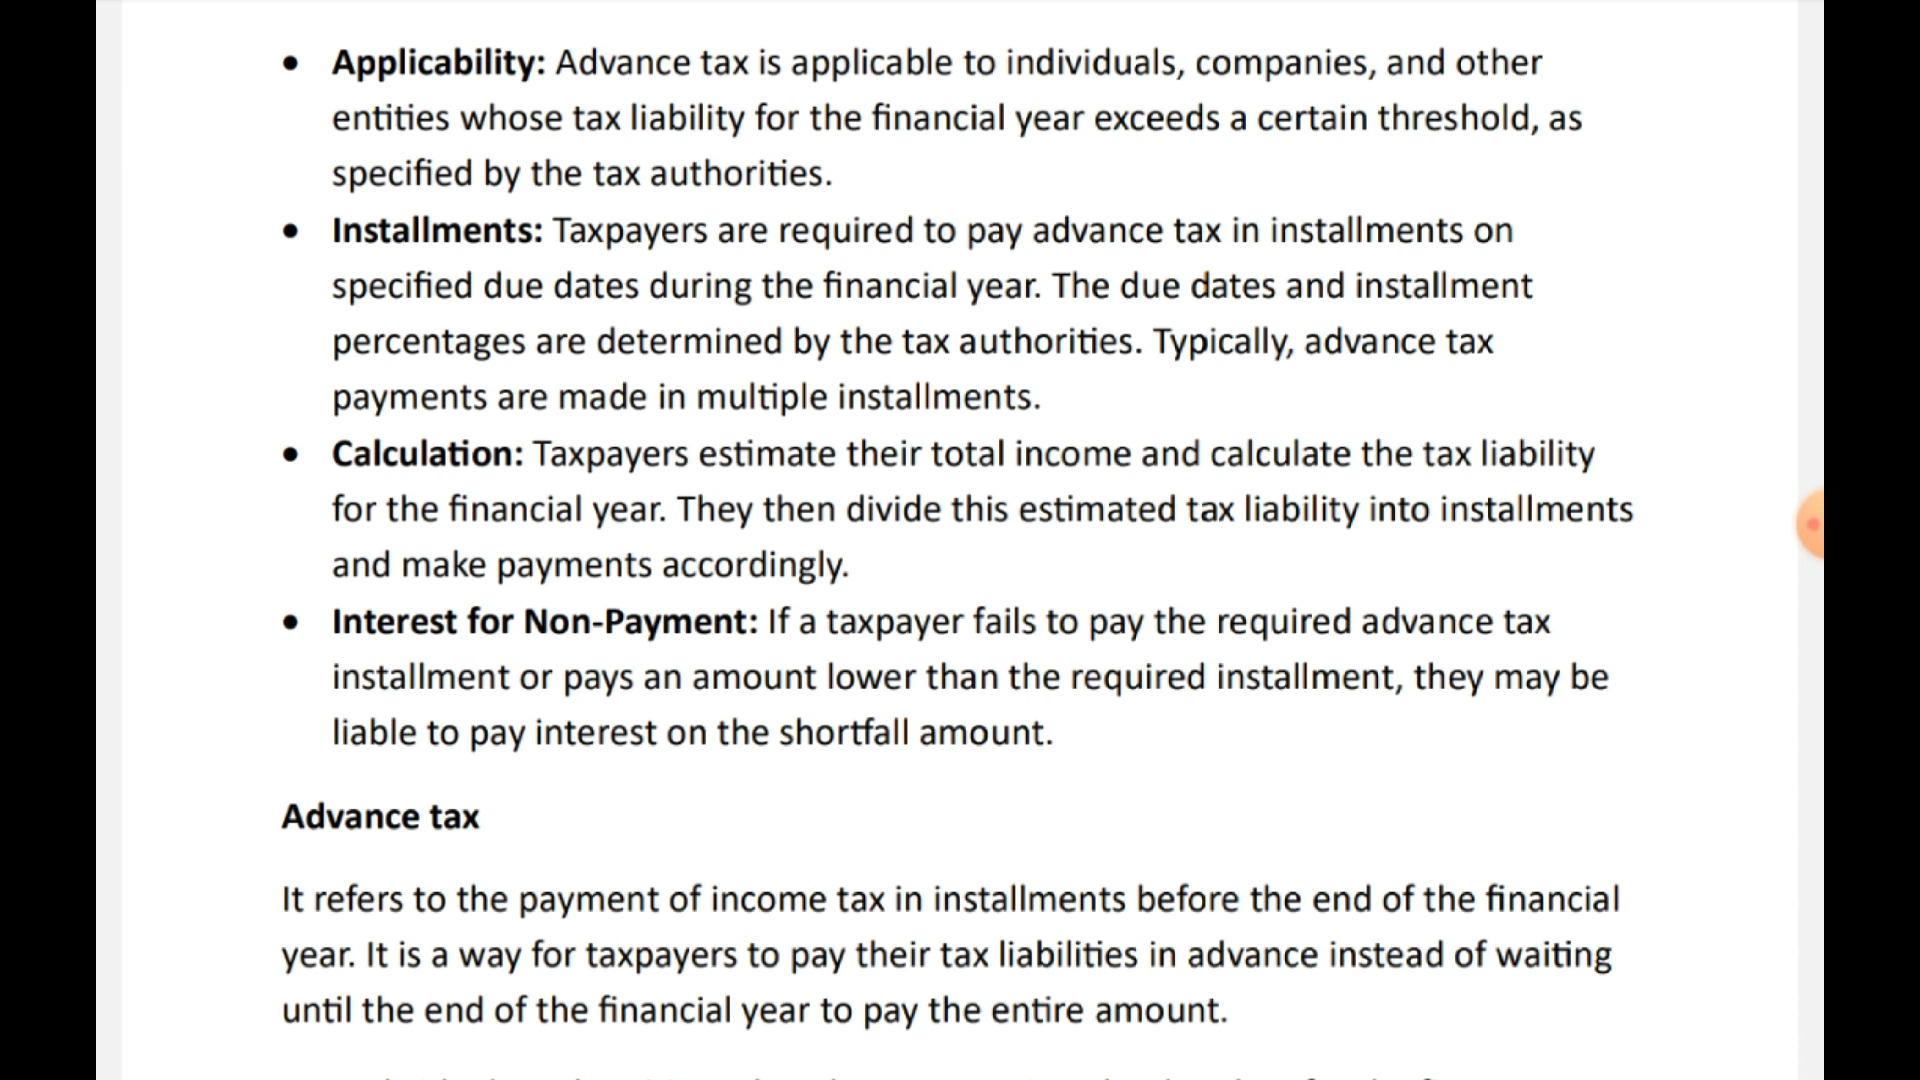 • Applicability: Advance tax is applicable to individuals, companies, and other
entities whose tax liability for the financial year exceeds a certain threshold, as
specified by the tax authorities.
• Installments: Taxpayers are required to pay advance tax in installments on
specified due dates during the financial year. The due dates and installment
percentages are determined by the tax authorities. Typically, advance tax
payments are made in multiple installments.
• Calculation: Taxpayers estimate their total income and calculate the tax liability
for the financial year. They then divide this estimated tax liability into installments
and make payments accordingly.
• Interest for Non-Payment: If a taxpayer fails to pay the required advance tax
installment or pays an amount lower than the required installment, they may be
liable to pay interest on the shortfall amount.
Advance tax
It refers to the payment of income tax in installments before the end of the financial
year. It is a way for taxpayers to pay their tax liabilities in advance instead of waiting
until the end of the financial year to pay the entire amount.